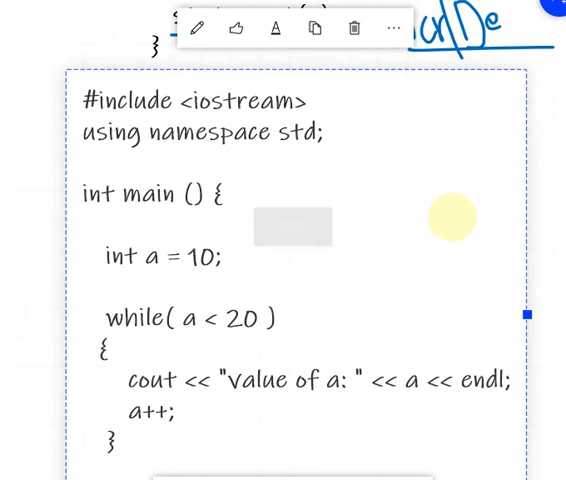 }
#include <iostream>
using namespace std;
int main () {
int a = 10;
while( a < 20 )
{
cout << "value of a: " << a << endl;
a++;
}